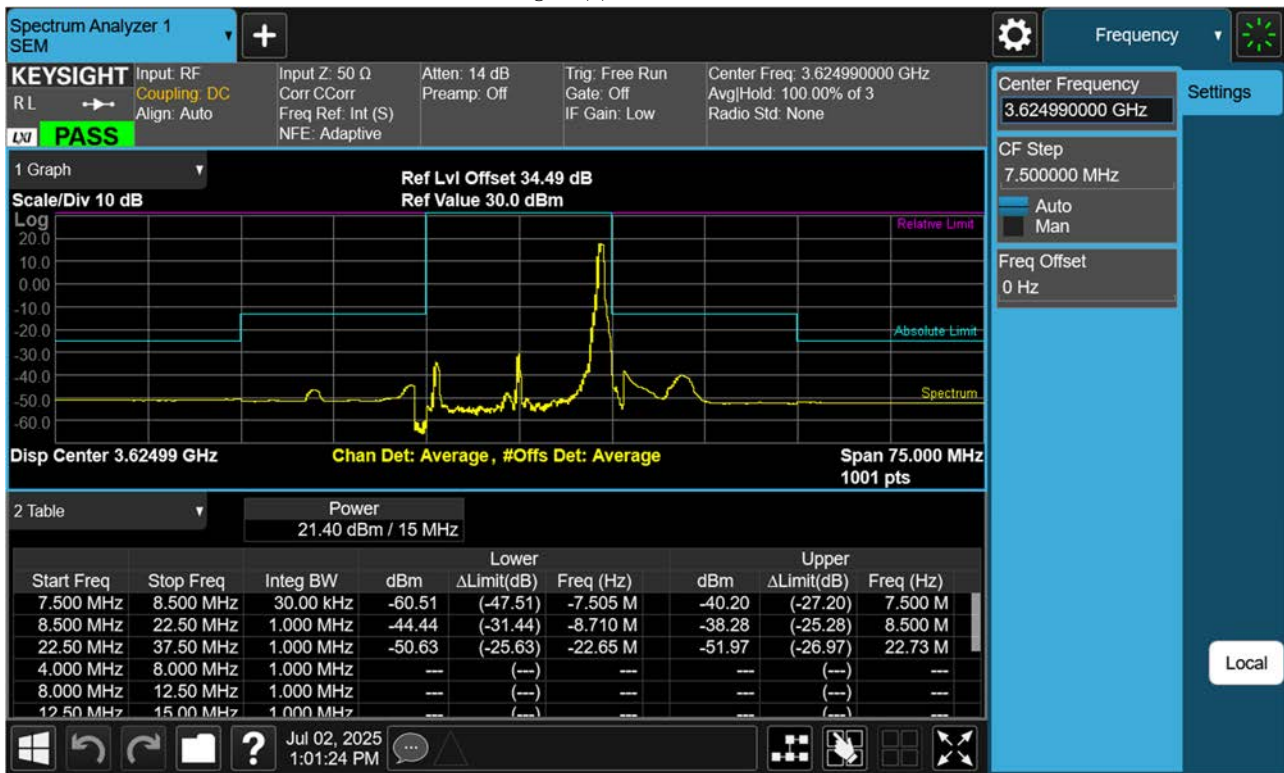 Spectrum Analyzer 1
SEM
Frequency
KEYSIGHT
RL
LXI PASS
Input: RF
Coupling: DC
Align: Auto
Input Z: 50 Ω
Corr CCorr
Freq Ref: Int (S)
NFE: Adaptive
Atten: 14 dB
Preamp: Off
Trig: Free Run
Gate: Off
IF Gain: Low
Center Freq: 3.624990000 GHz
Avg|Hold: 100.00% of 3
Radio Std: None
Center Frequency
3.624990000 GHz
Settings
CF Step
7.500000 MHz
Auto
Man
Freq Offset
0 Hz
Local
1 Graph
Scale/Div 10 dB
Ref Lvl Offset 34.49 dB
Ref Value 30.0 dBm
Log
20.0
10.0
0.00
-10.0
-20.0
-30.0
-40.0
-50.0
-60.0
Relative Limit
Absolute Limit
Spectrum
Disp Center 3.62499 GHz
Chan Det: Average, #Offs Det: Average
Span 75.000 MHz
1001 pts
2 Table
Power
21.40 dBm / 15 MHz
Lower Upper
Start Freq Stop Freq Integ BW dBm ΔLimit(dB) Freq (Hz) dBm ΔLimit(dB) Freq (Hz)
7.500 MHz 8.500 MHz 30.00 kHz -60.51 (-47.51) -7.505 M -40.20 (-27.20) 7.500 M
8.500 MHz 22.50 MHz 1.000 MHz -44.44 (-31.44) -8.710 M -38.28 (-25.28) 8.500 M
22.50 MHz 37.50 MHz 1.000 MHz -50.63 (-25.63) -22.65 M -51.97 (-26.97) 22.73 M
4.000 MHz 8.000 MHz 1.000 MHz --- (---) --- --- (---) ---
8.000 MHz 12.50 MHz 1.000 MHz --- (---) --- --- (---) ---
12.50 MHz 15.00 MHz 1.000 MHz --- (---) --- --- (---) ---
Jul 02, 2025
1:01:24 PM